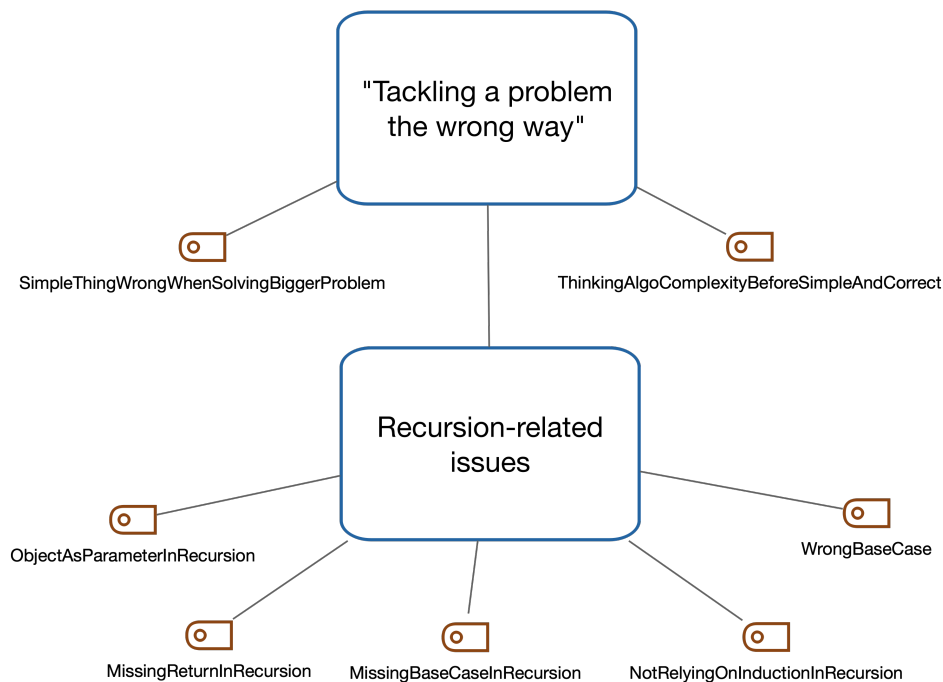 "Tackling a problem
the wrong way"
SimpleThingWrongWhenSolvingBiggerProblem
ThinkingAlgoComplexityBeforeSimpleAndCorrect
Recursion-related
issues
ObjectAsParameterInRecursion
WrongBaseCase
MissingReturnInRecursion
MissingBaseCaseInRecursion
NotRelyingOnInductionInRecursion